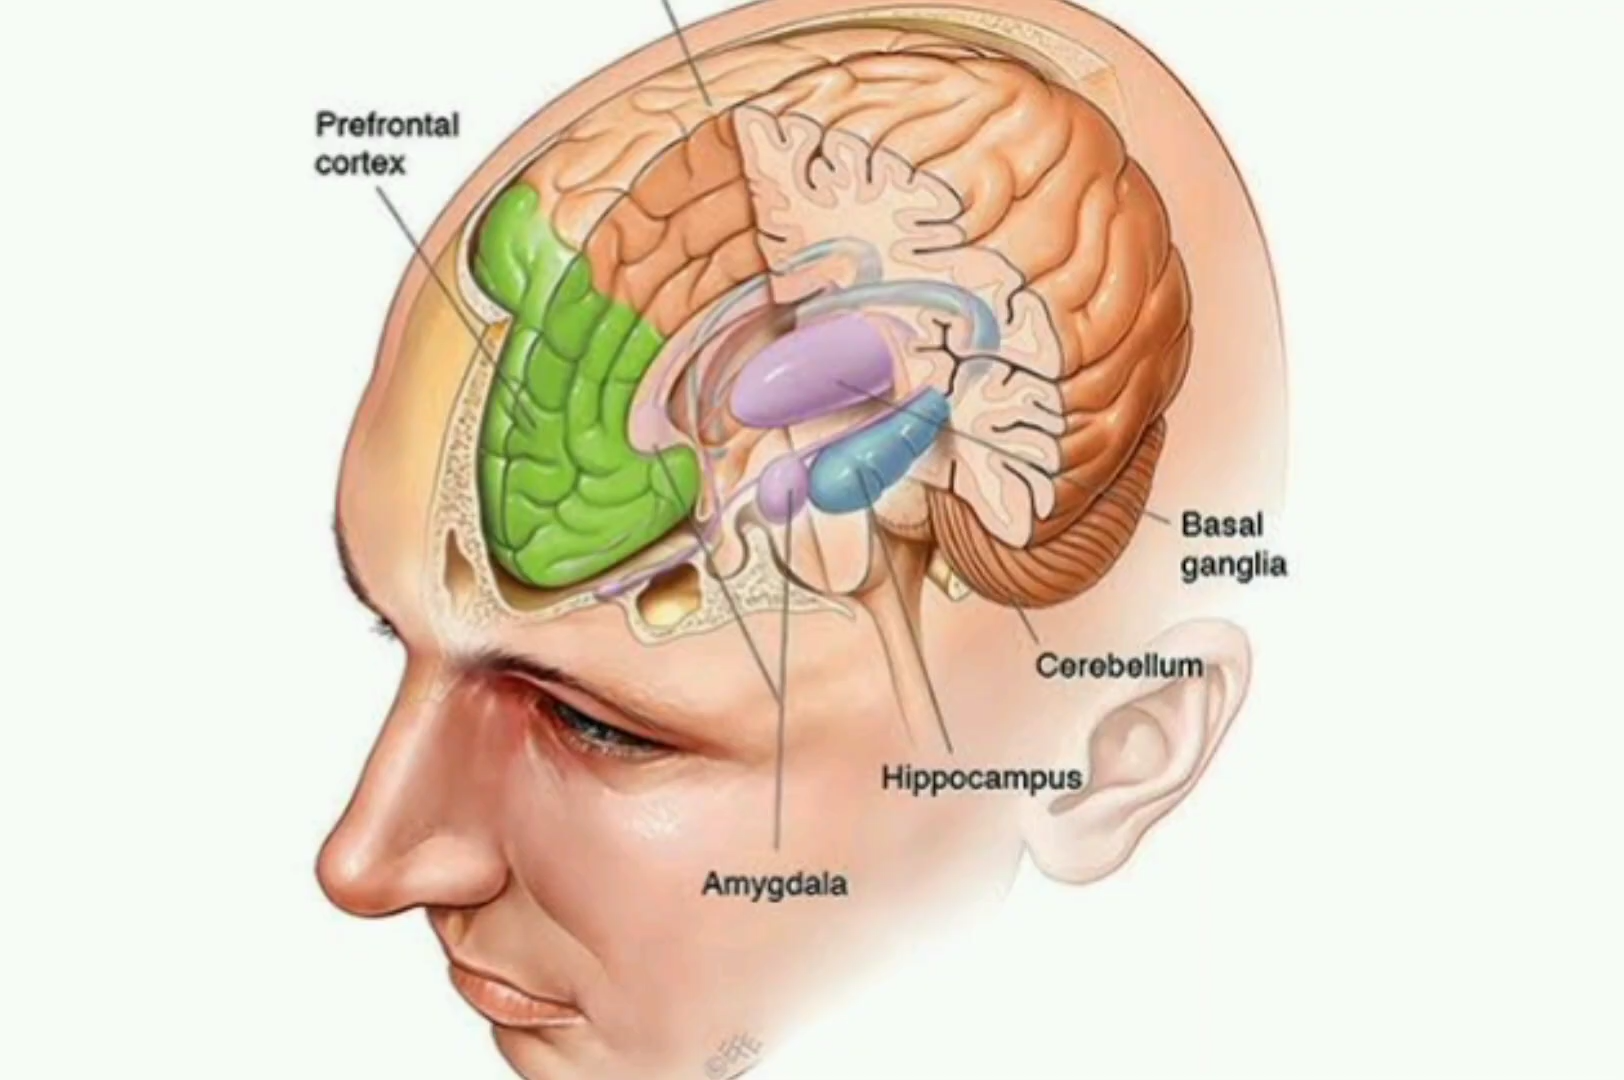 Prefrontal
cortex
Basal
ganglia
Cerebellum
Hippocampus
Amygdala